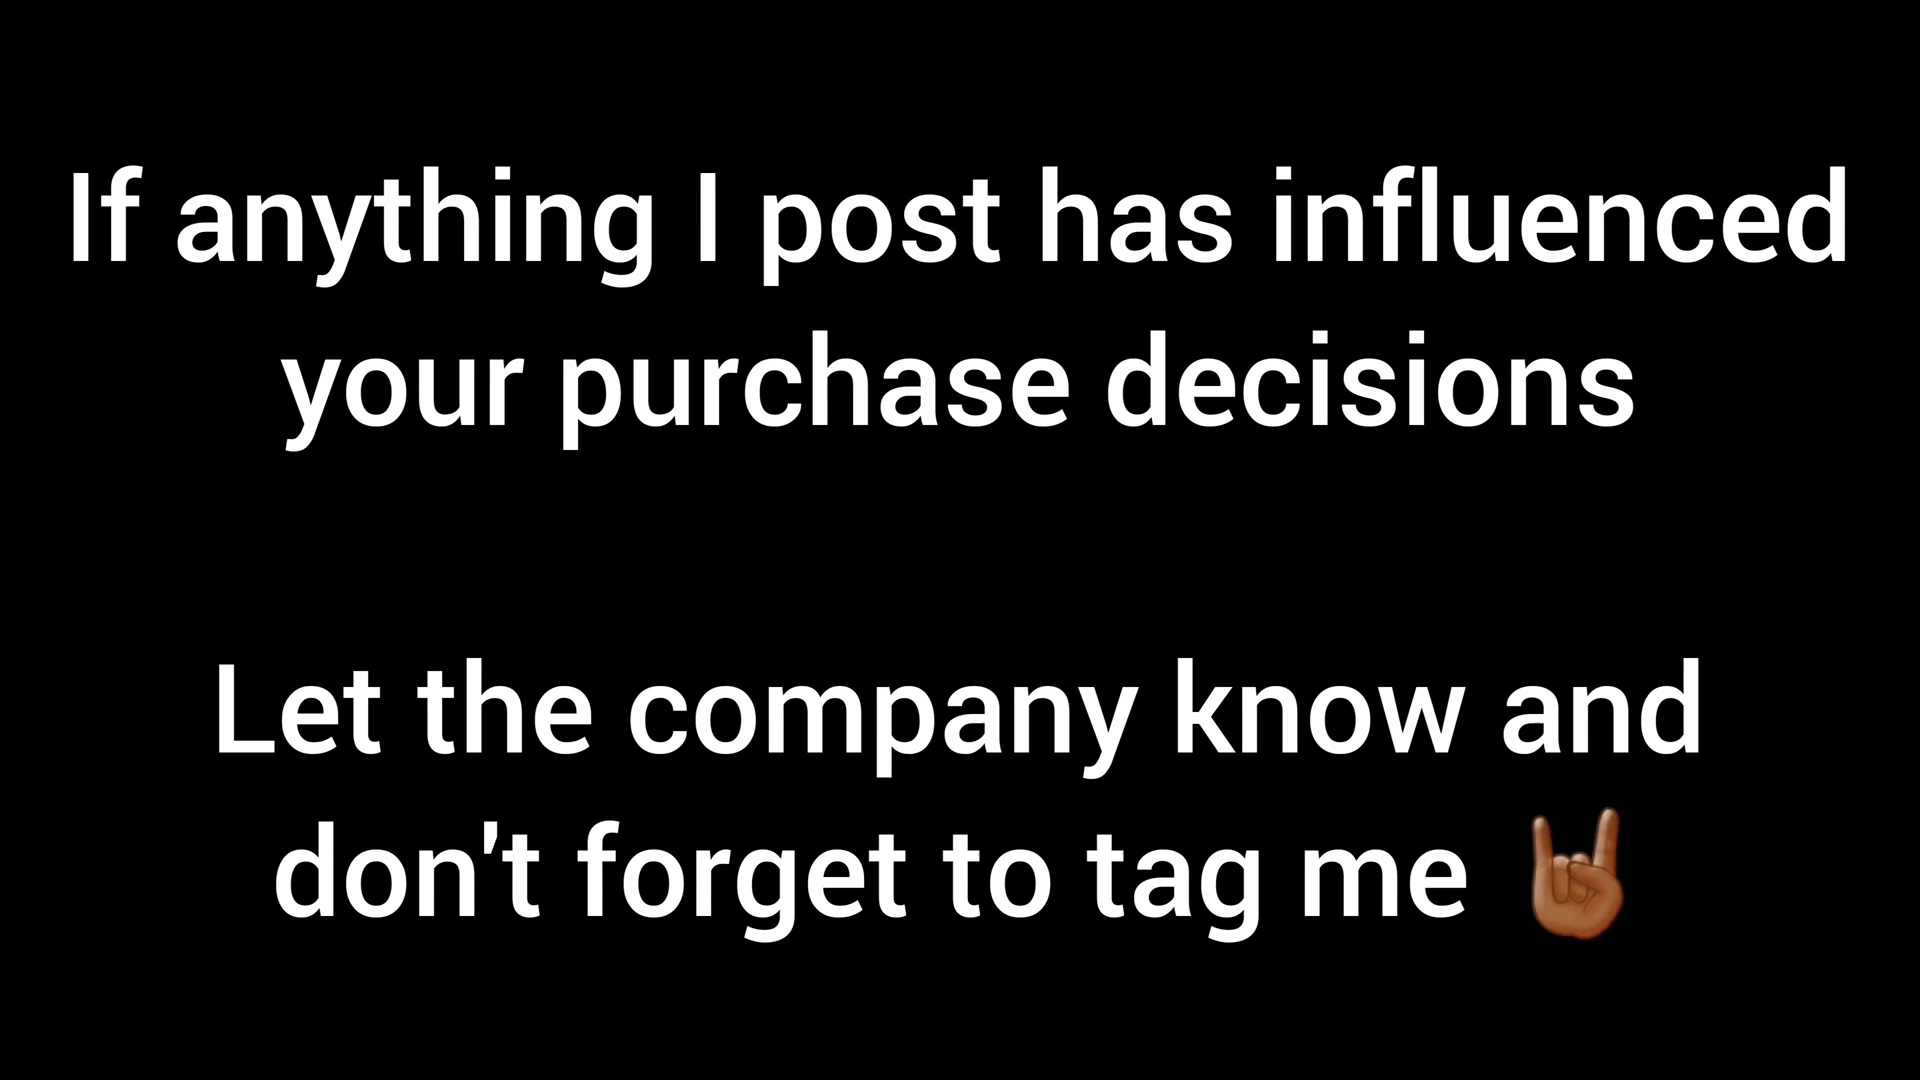 If anything I post has influenced
your purchase decisions
Let the company know and
don't forget to tag me 🤘🏾